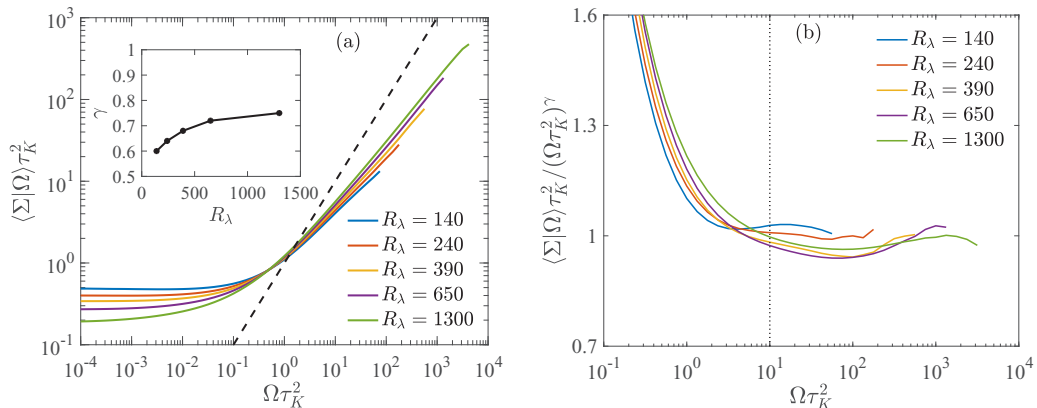 (a)
10^3
10^2
10^1
10^0
10^-1
⟨Σ|Ω⟩τ_K^2
10^-4 10^-3 10^-2 10^-1 10^0 10^1 10^2 10^3 10^4
Ωτ_K^2
1
0.9
0.8
0.7
0.6
0.5
γ
0 500 1000 1500
R_λ
R_λ = 140
R_λ = 240
R_λ = 390
R_λ = 650
R_λ = 1300
(b)
1.6
1.3
1
0.7
⟨Σ|Ω⟩τ_K^2/(Ωτ_K^2)^γ
10^-1 10^0 10^1 10^2 10^3 10^4
Ωτ_K^2
R_λ = 140
R_λ = 240
R_λ = 390
R_λ = 650
R_λ = 1300